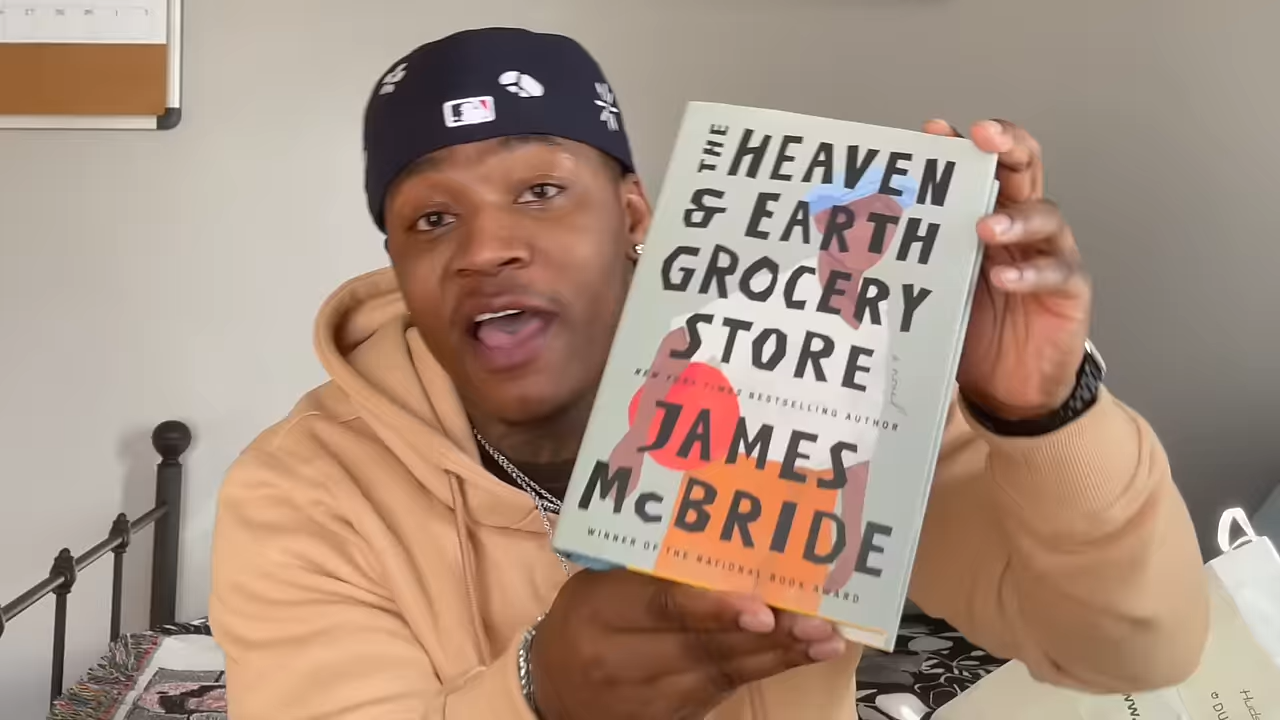 THE HEAVEN
& EARTH
GROCERY
STORE
a novel
NEW YORK TIMES BESTSELLING AUTHOR
JAMES
McBRIDE
WINNER OF THE NATIONAL BOOK AWARD
www.